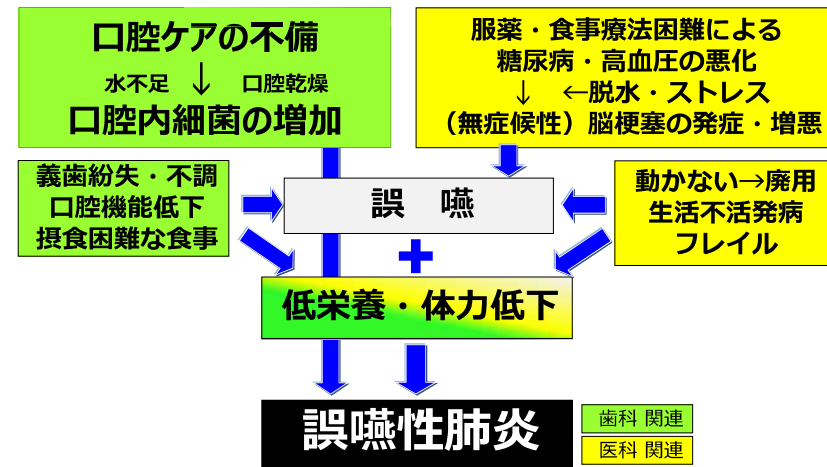 口腔ケアの不備
水不足 ↓ 口腔乾燥
口腔内細菌の増加
服薬・食事療法困難による
糖尿病・高血圧の悪化
↓ ←脱水・ストレス
（無症候性）脳梗塞の発症・増悪
義歯紛失・不調
口腔機能低下
摂食困難な食事
誤 嚥
動かない→廃用
生活不活発病
フレイル
+
低栄養・体力低下
誤嚥性肺炎
歯科 関連
医科 関連